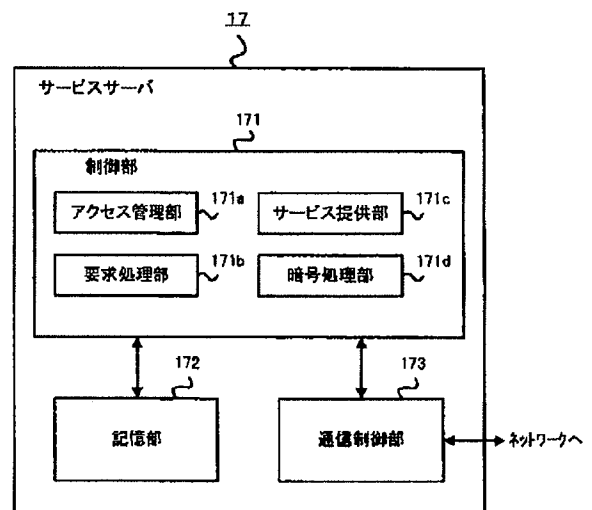 17
サービスサーバ
171
制御部
アクセス管理部
171a
サービス提供部
171c
要求処理部
171b
暗号処理部
171d
172
173
記憶部
通信制御部
ネットワークへ